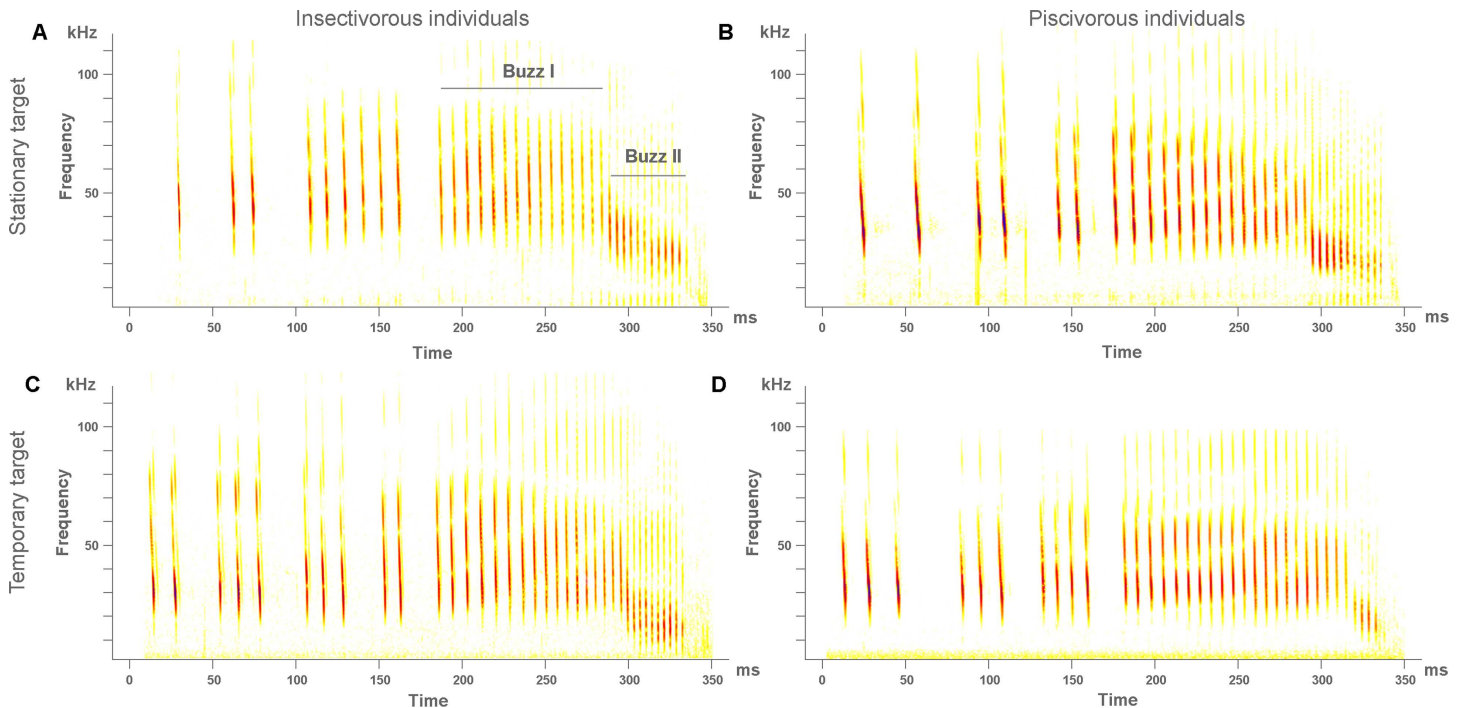 Insectivorous individuals
Piscivorous individuals
Stationary target
A
kHz
100
50
Frequency
Buzz I
Buzz II
0
50
100
150
200
250
300
350
ms
Time
B
kHz
100
50
Frequency
0
50
100
150
200
250
300
350
ms
Time
Temporary target
C
kHz
100
50
Frequency
0
50
100
150
200
250
300
350
ms
Time
D
kHz
100
50
Frequency
0
50
100
150
200
250
300
350
ms
Time